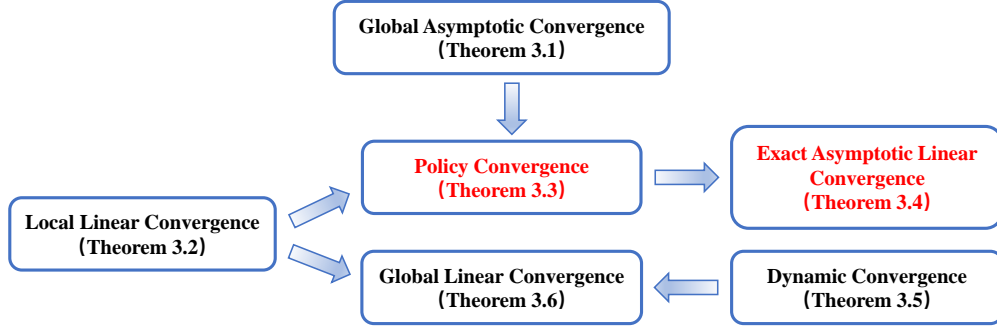 Global Asymptotic Convergence
(Theorem 3.1)
Policy Convergence
(Theorem 3.3)
Exact Asymptotic Linear
Convergence
(Theorem 3.4)
Local Linear Convergence
(Theorem 3.2)
Global Linear Convergence
(Theorem 3.6)
Dynamic Convergence
(Theorem 3.5)